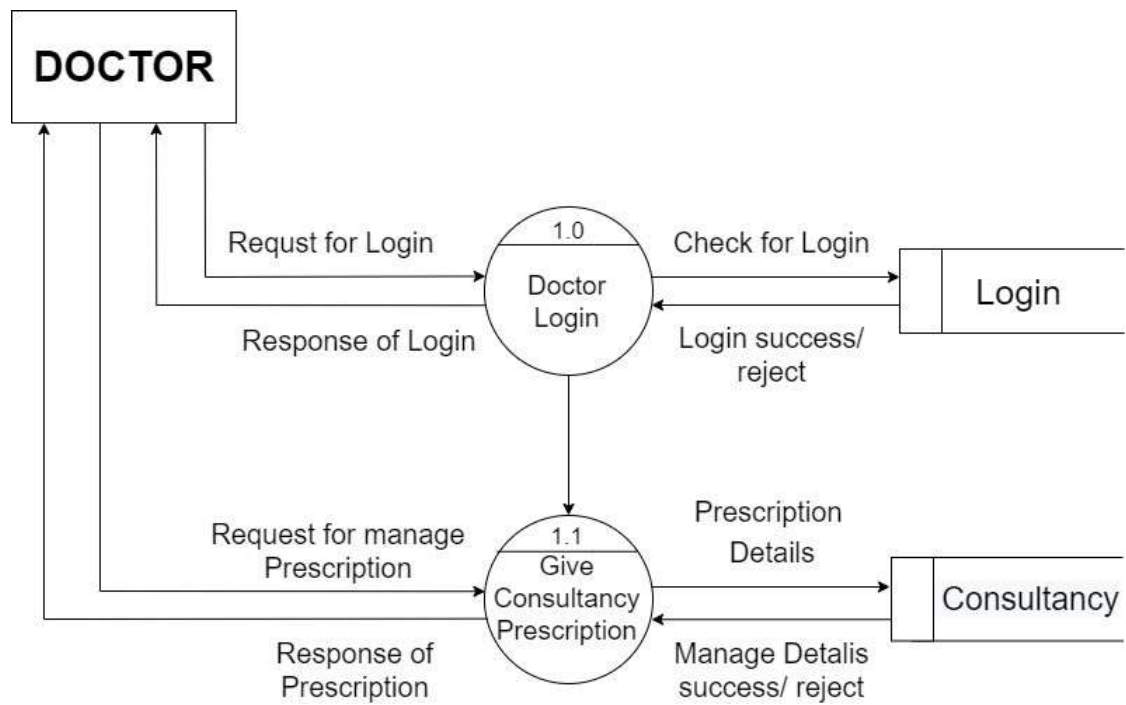 DOCTOR
1.0
Requst for Login
Check for Login
Doctor
Login
Login
Response of Login
Login success/
reject
Prescription
Details
Request for manage
Prescription
1.1
Give
Consultancy
Prescription
Consultancy
Response of
Prescription
Manage Detalis
success/ reject